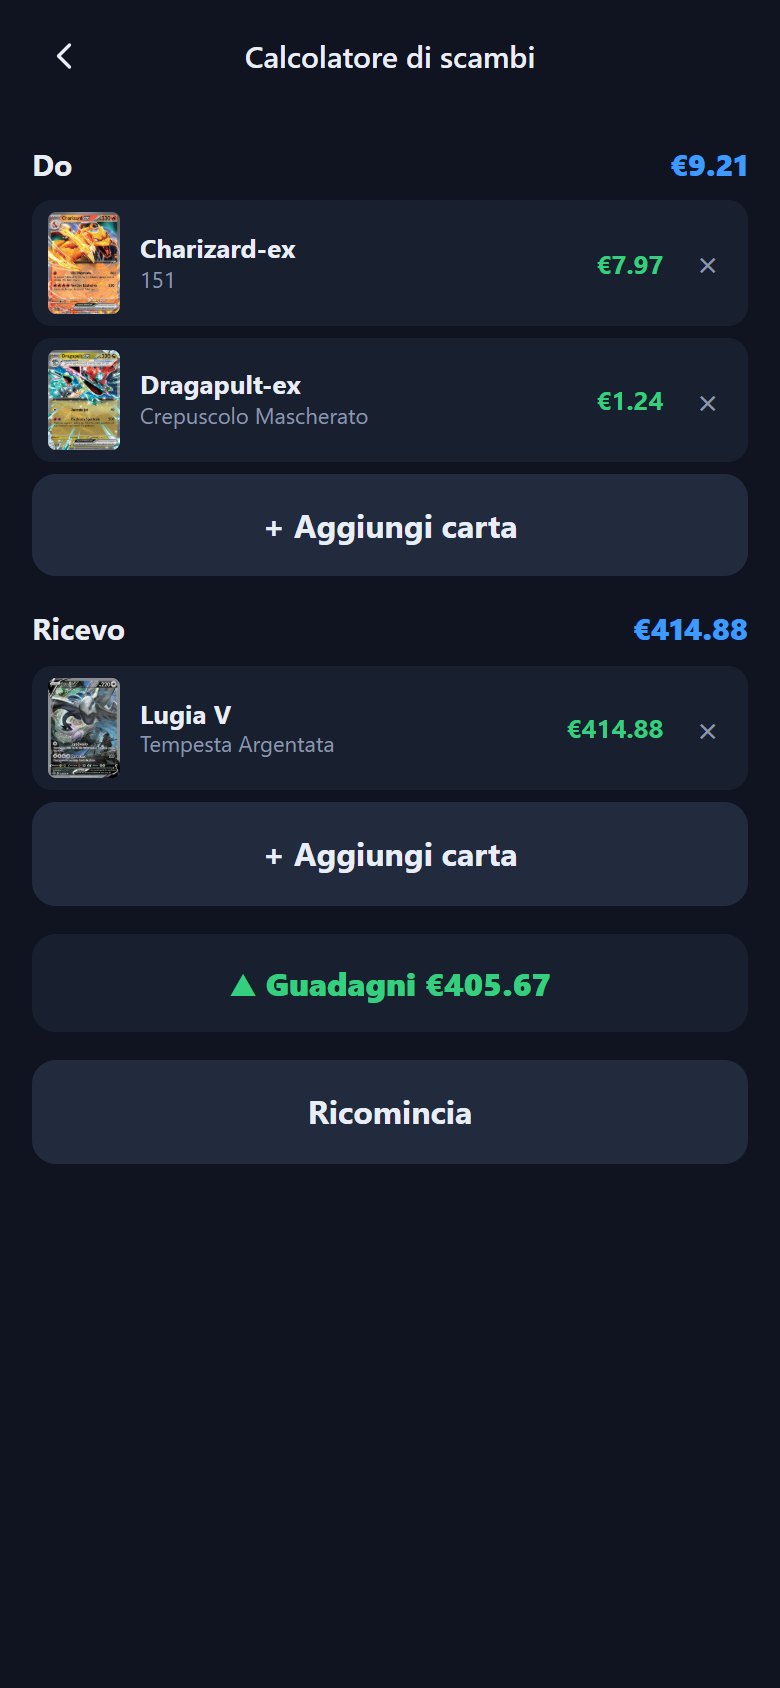 Calcolatore di scambi
Do
€9.21
Charizard-ex
151
€7.97
×
Dragapult-ex
Crepuscolo Mascherato
€1.24
×
+ Aggiungi carta
Ricevo
€414.88
Lugia V
Tempesta Argentata
€414.88
×
+ Aggiungi carta
▲ Guadagni €405.67
Ricomincia